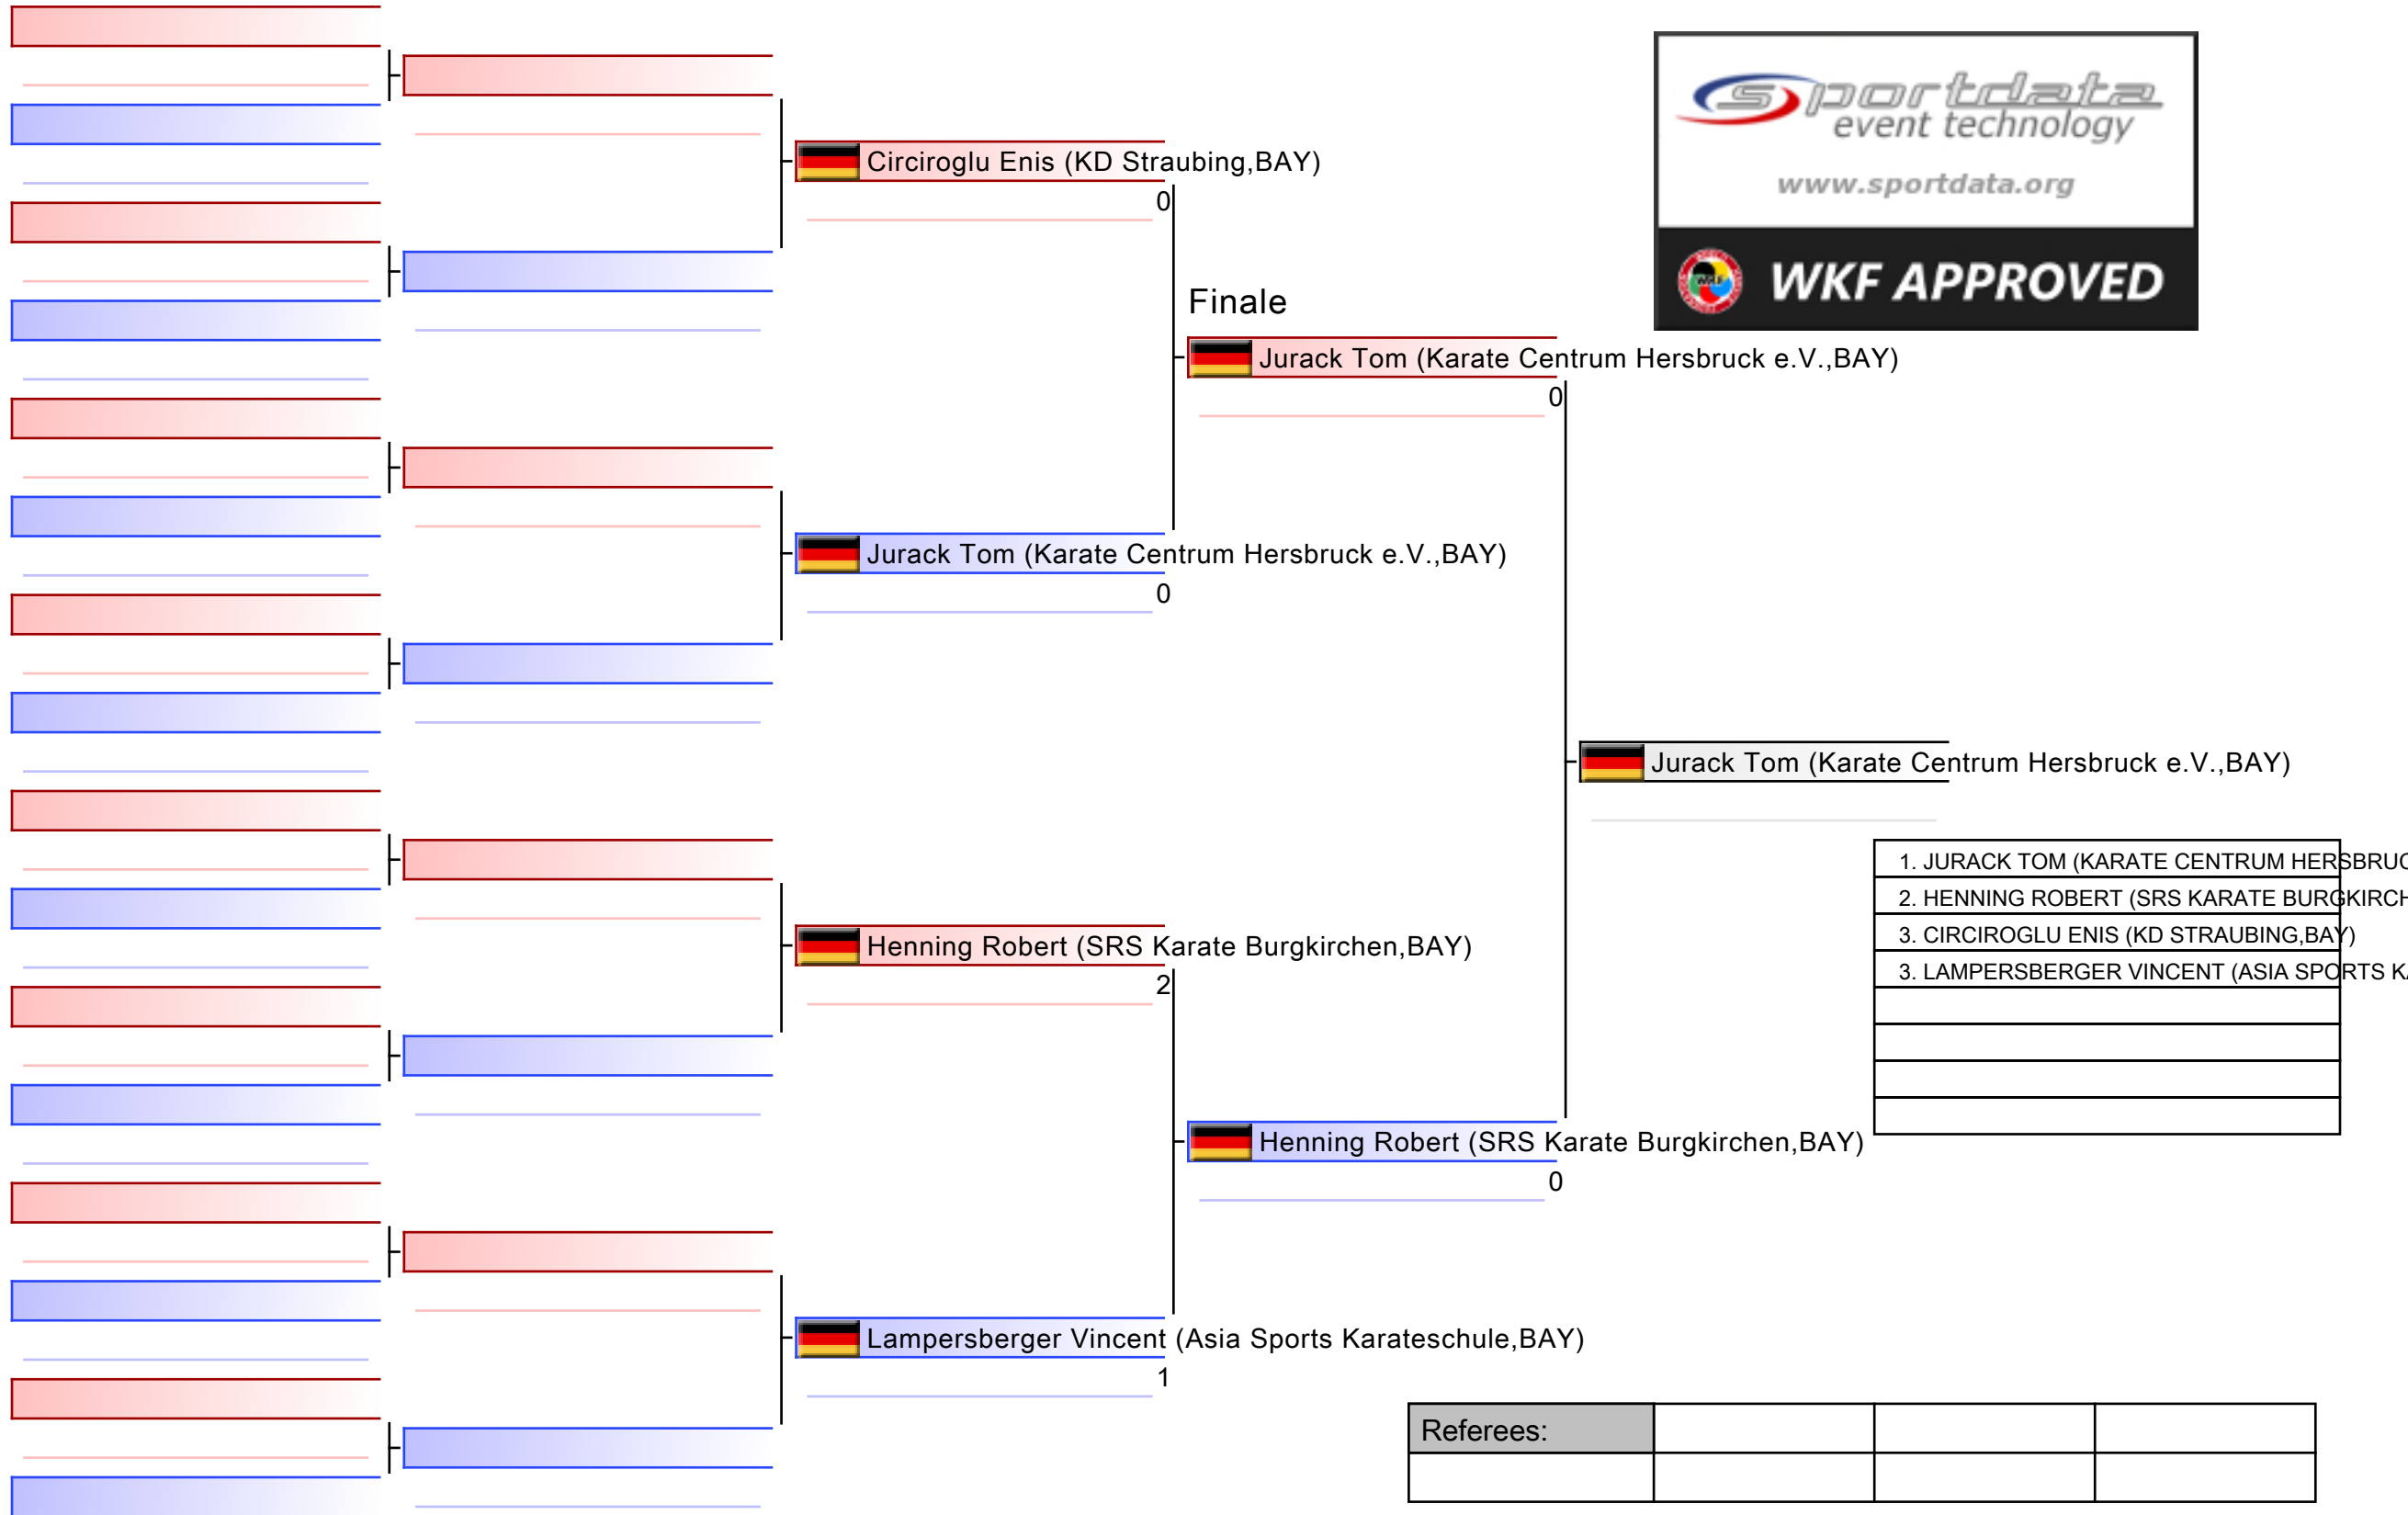 sportdata
event technology
www.sportdata.org
WKF APPROVED
Circiroglu Enis (KD Straubing,BAY)
0
Finale
Jurack Tom (Karate Centrum Hersbruck e.V.,BAY)
0
Jurack Tom (Karate Centrum Hersbruck e.V.,BAY)
0
Jurack Tom (Karate Centrum Hersbruck e.V.,BAY)
1. JURACK TOM (KARATE CENTRUM HERSBRUC
2. HENNING ROBERT (SRS KARATE BURGKIRCH
3. CIRCIROGLU ENIS (KD STRAUBING,BAY)
3. LAMPERSBERGER VINCENT (ASIA SPORTS KA
Henning Robert (SRS Karate Burgkirchen,BAY)
2
Henning Robert (SRS Karate Burgkirchen,BAY)
0
Lampersberger Vincent (Asia Sports Karateschule,BAY)
1
Referees: